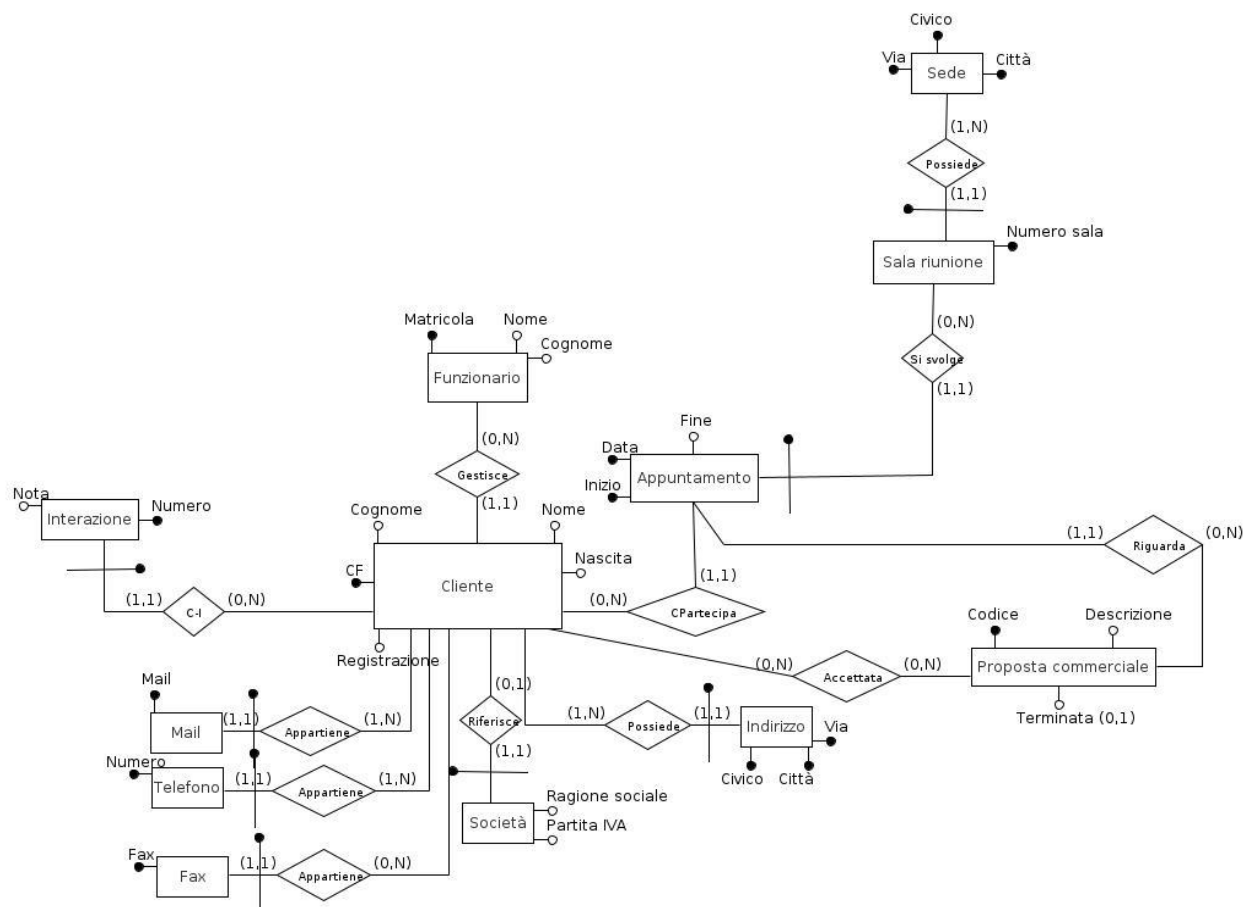 Civico
Via
Città
Sede
(1,N)
Possiede
(1,1)
Numero sala
Sala riunione
(0,N)
Si svolge
(1,1)
Matricola
Nome
Cognome
Funzionario
(0,N)
Gestisce
(1,1)
Fine
Data
Appuntamento
Inizio
Nota
Numero
Interazione
(1,1)
C-I
(0,N)
Cognome
Nome
Nascita
CF
Cliente
Registrazione
(1,1)
Riguarda
(0,N)
(1,1)
(0,N)
CPartecipa
Codice
Descrizione
Proposta commerciale
Terminata (0,1)
(0,N)
Accettata
(0,N)
Mail
Mail
(1,1)
Appartiene
(1,N)
Numero
Telefono
(1,1)
Appartiene
(1,N)
Fax
Fax
(1,1)
Appartiene
(0,N)
(0,1)
Riferisce
(1,1)
Ragione sociale
Partita IVA
Società
(1,N)
Possiede
(1,1)
Indirizzo
Via
Civico
Città